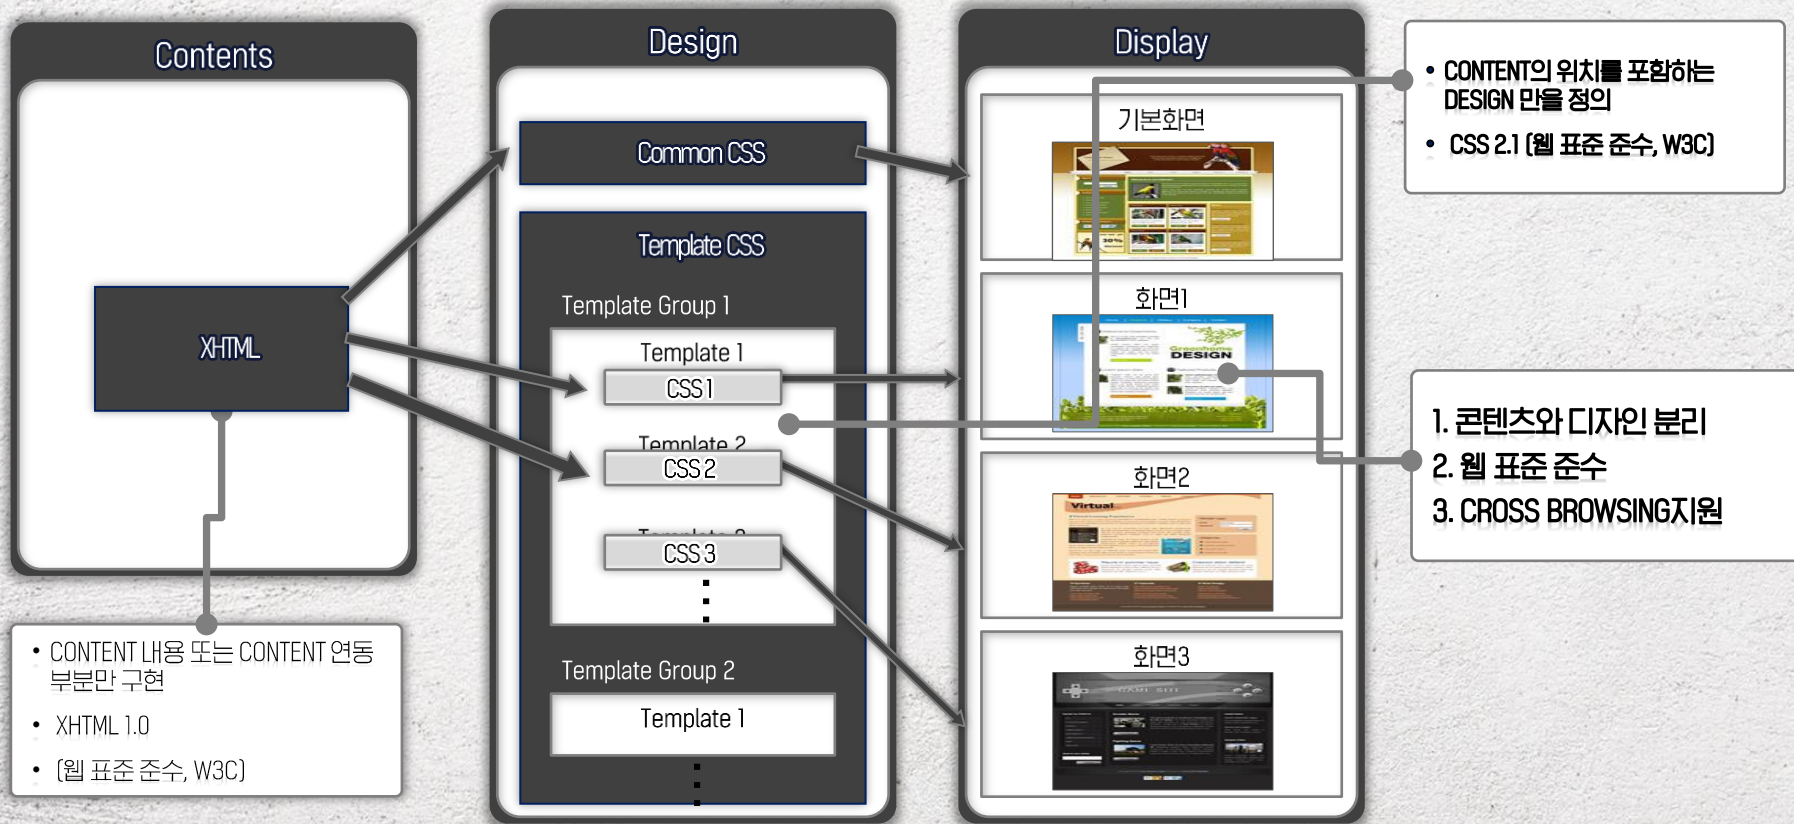 Contents
XHTML
• CONTENT 내용 또는 CONTENT 연동
부분만 구현
• XHTML 1.0
• (웹 표준 준수, W3C)
Design
Common CSS
Template CSS
Template Group 1
Template 1
CSS 1
Template 2
CSS 2
CSS 3
Template Group 2
Template 1
Display
기본화면
30%
화면1
Greenhome
DESIGN
화면2
Virtual
화면3
GAME SITE
• CONTENT의 위치를 포함하는
DESIGN 만을 정의
• CSS 2.1 (웹 표준 준수, W3C)
1. 콘텐츠와 디자인 분리
2. 웹 표준 준수
3. CROSS BROWSING지원